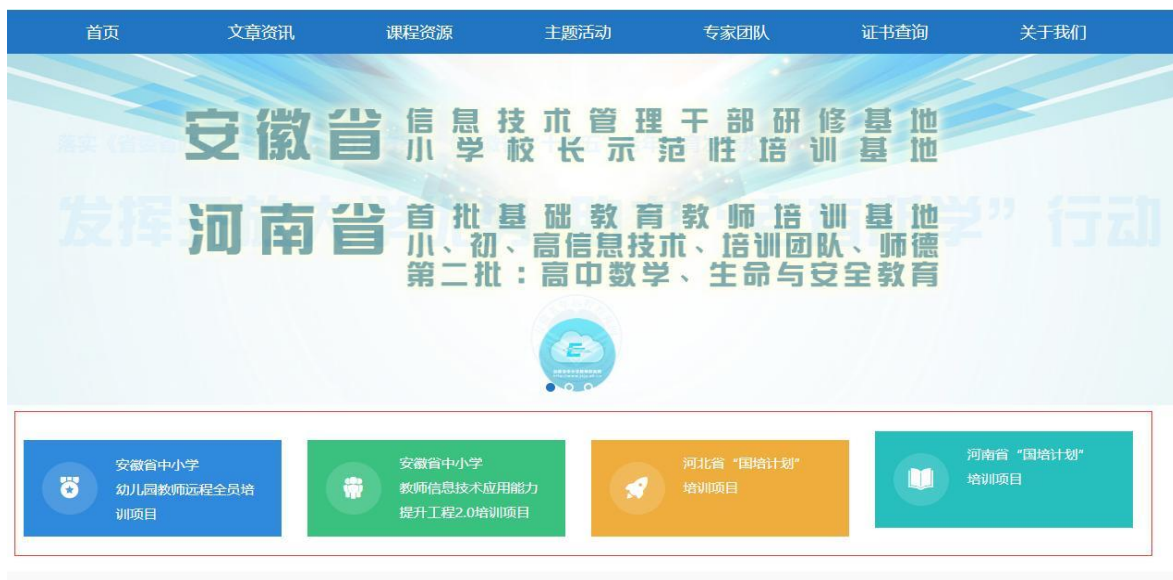 首页 文章资讯 课程资源 主题活动 专家团队 证书查询 关于我们
安徽省 信息技术管理干部研修基地
小学校长示范性培训基地
河南省 首批基础教育教师培训基地
小、初、高信息技术、培训团队、师德
第二批：高中数学、生命与安全教育
安徽省中小学
幼儿园教师远程全员培
训项目
安徽省中小学
教师信息技术应用能力
提升工程2.0培训项目
河北省“国培计划”
培训项目
河南省“国培计划”
培训项目